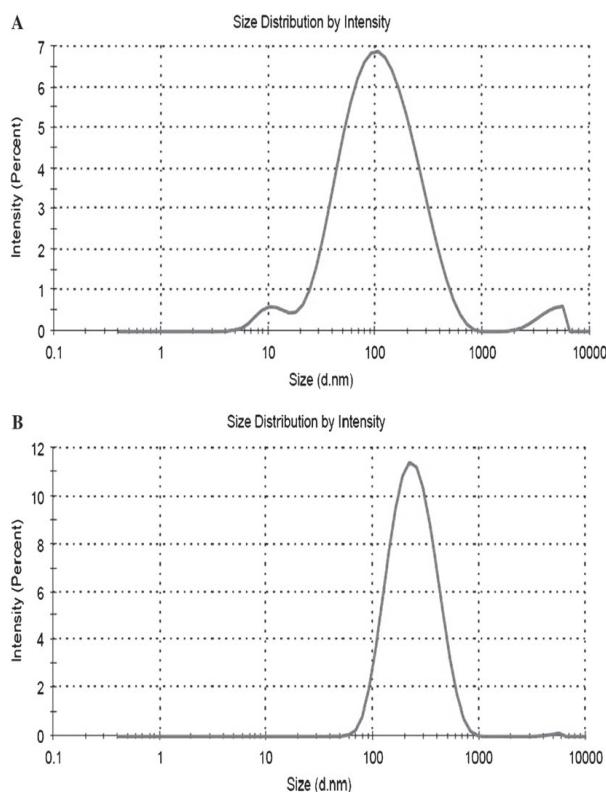 A
Size Distribution by Intensity
7
6
5
4
3
2
1
0
Intensity (Percent)
0.1 1 10 100 1000 10000
Size (d.nm)
B
Size Distribution by Intensity
12
10
8
6
4
2
0
Intensity (Percent)
0.1 1 10 100 1000 10000
Size (d.nm)